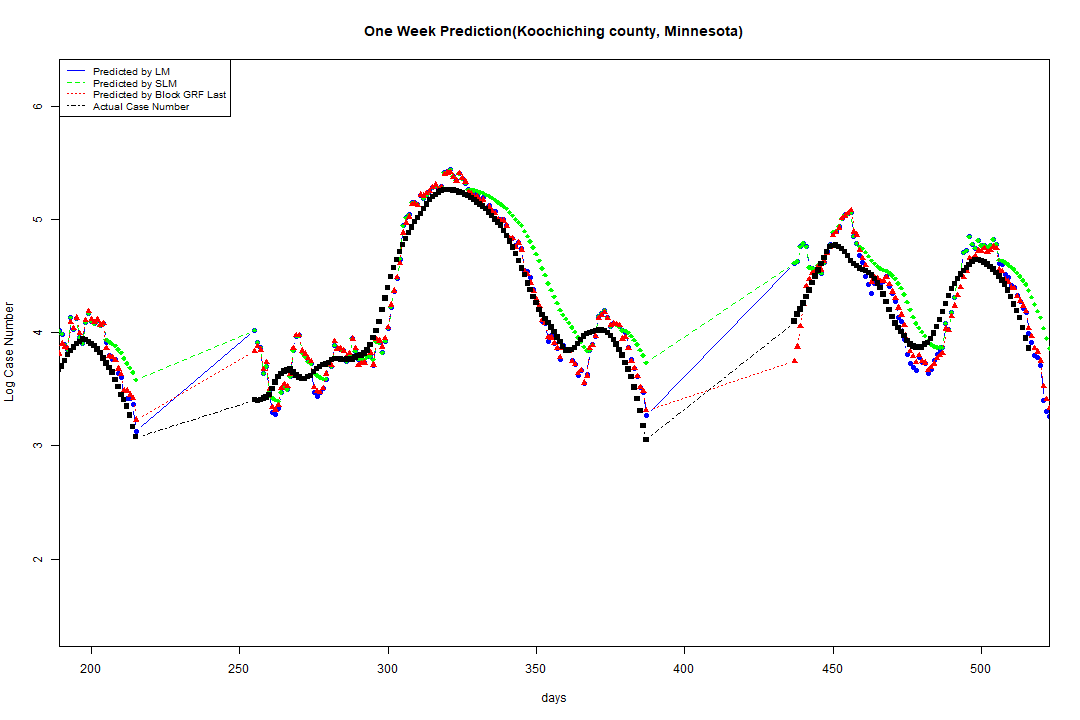 One Week Prediction(Koochiching county, Minnesota)
Predicted by LM
Predicted by SLM
Predicted by Block GRF Last
Actual Case Number
6
5
4
3
2
Log Case Number
200 250 300 350 400 450 500
days